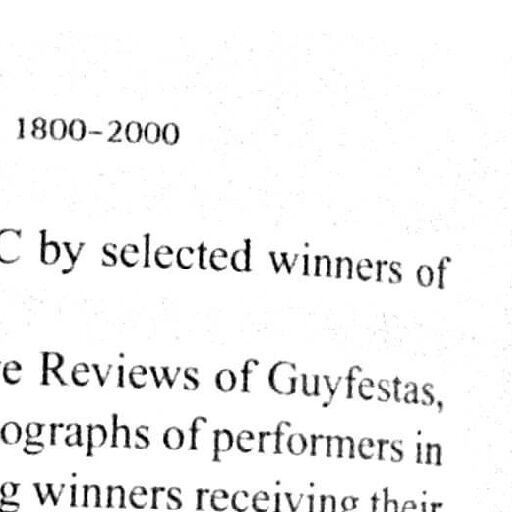 1800-2000
C by selected winners of
e Reviews of Guyfestas,
ographs of performers in
g winners receiving their